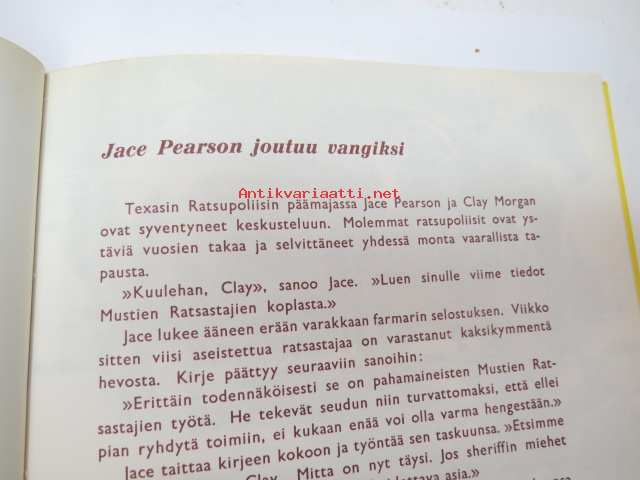 Jace Pearson joutuu vangiksi
Antikvariaatti.net
Texasin Ratsupoliisin päämajassa Jace Pearson ja Clay Morgan
ovat syventyneet keskusteluun. Molemmat ratsupoliisit ovat ys-
täviä vuosien takaa ja selvittäneet yhdessä monta vaarallista ta-
pausta.
»Kuulehan, Clay», sanoo Jace. »Luen sinulle viime tiedot
Mustien Ratsastajien koplasta.»
Jace lukee ääneen erään varakkaan farmarin selostuksen. Viikko
sitten viisi aseistettua ratsastajaa on varastanut kaksikymmentä
hevosta. Kirje päättyy seuraaviin sanoihin:
»Erittäin todennäköisesti se on pahamaineisten Mustien Rat-
sastajien työtä. He tekevät seudun niin turvattomaksi, että ellei
pian ryhdytä toimiin, ei kukaan enää voi olla varma hengestään.»
Jace taittaa kirjeen kokoon ja työntää sen taskuunsa. »Etsimme
Clay. Mitta on nyt täysi. Jos sheriffin miehet
asia.»